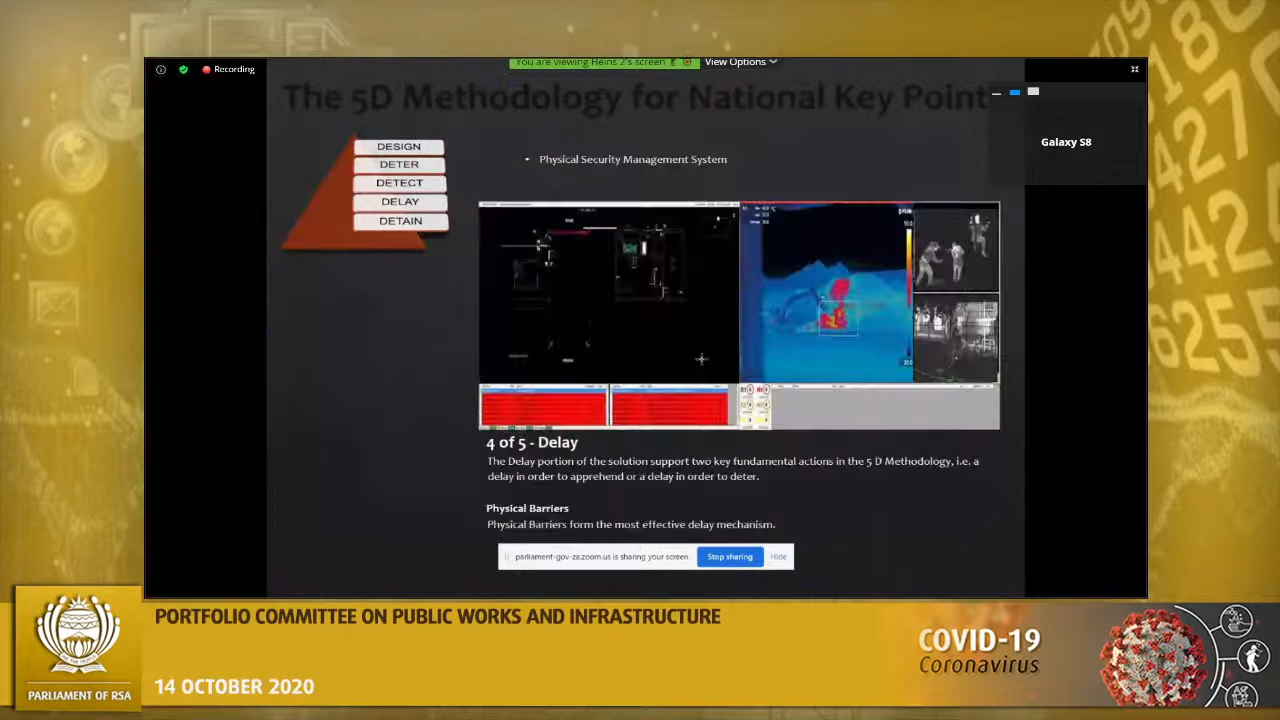 Recording
You are viewing Heins 2's screen
View Options
The 5D Methodology for National Key Point
Galaxy S8
DESIGN
DETER
DETECT
DELAY
DETAIN
• Physical Security Management System
4 of 5 - Delay
The Delay portion of the solution support two key fundamental actions in the 5 D Methodology, i.e. a
delay in order to apprehend or a delay in order to deter.
Physical Barriers
Physical Barriers form the most effective delay mechanism.
parliament-gov-za.zoom.us is sharing your screen.
Stop sharing
Hide
PORTFOLIO COMMITTEE ON PUBLIC WORKS AND INFRASTRUCTURE
14 OCTOBER 2020
PARLIAMENT OF RSA
COVID-19
Coronavirus